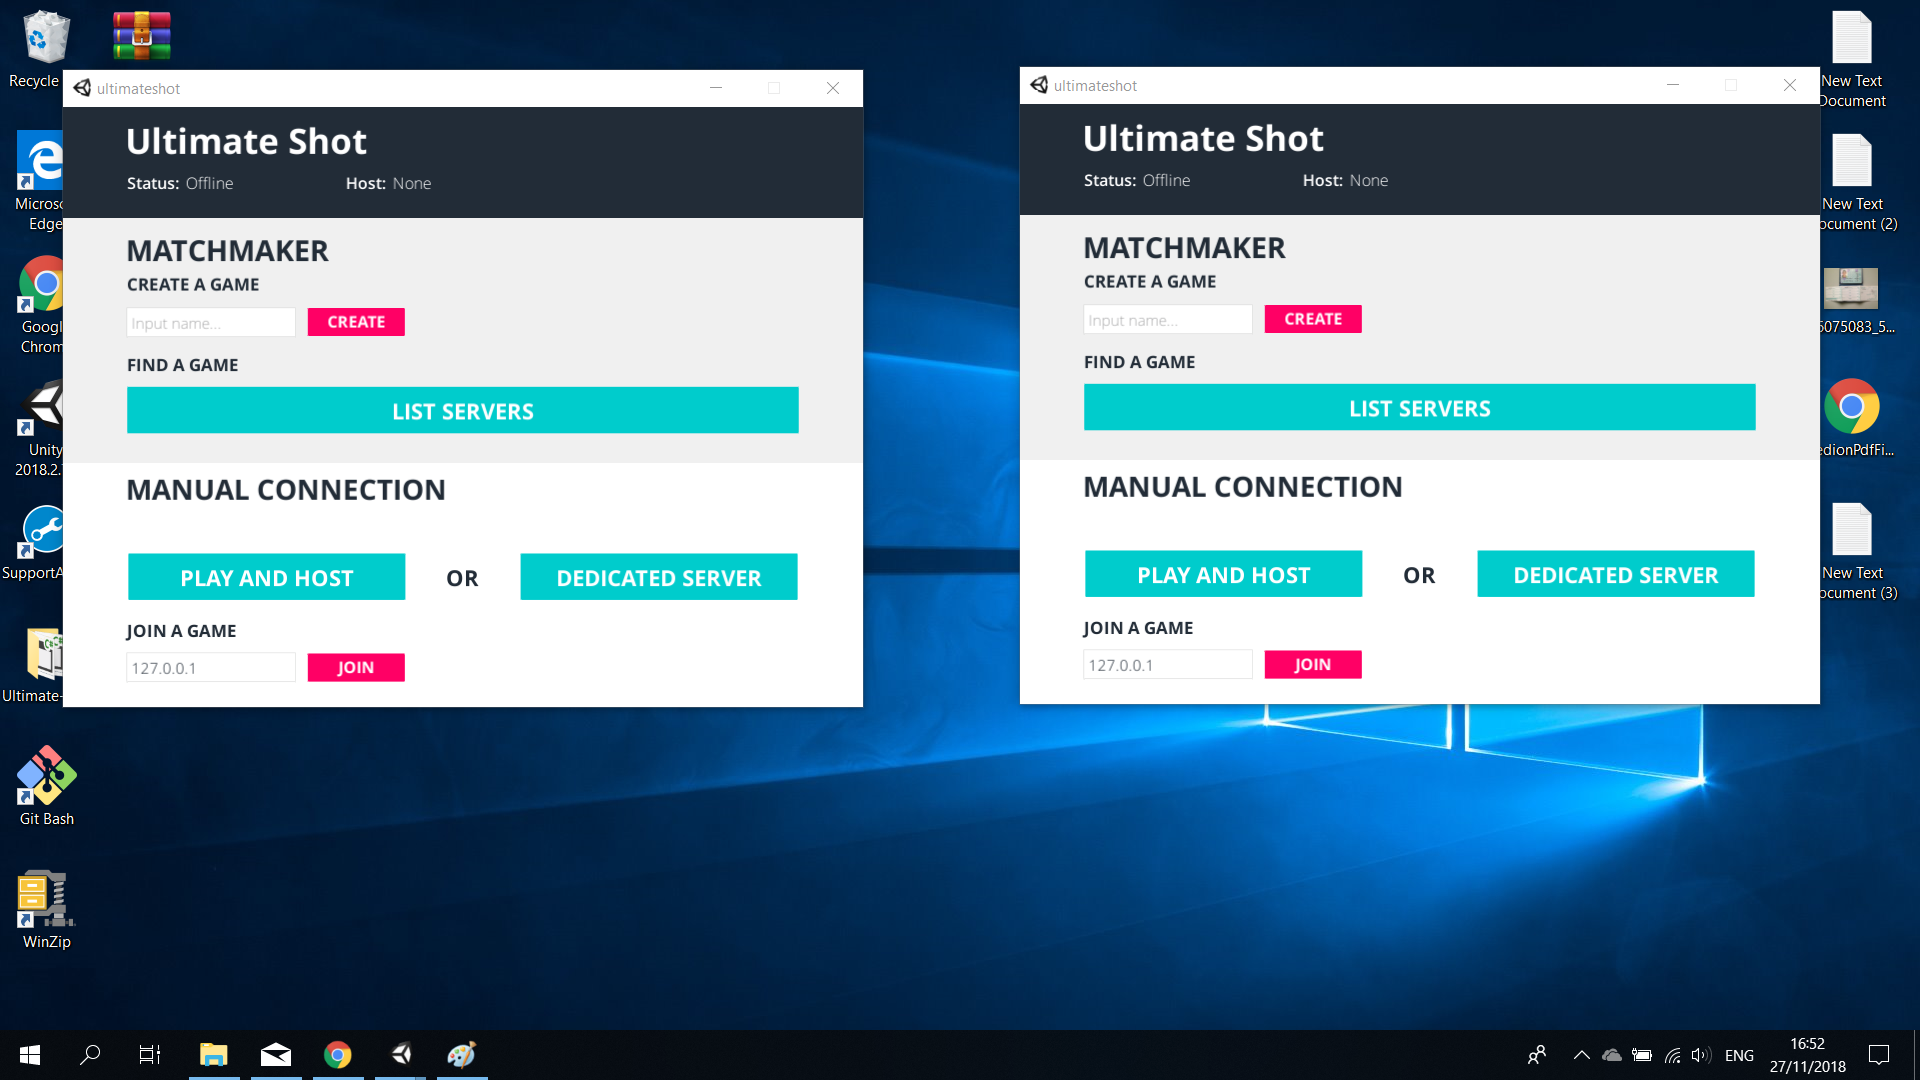 Recycle
Microso
Edge
Googl
Chrom
Unity
2018.2.
SupportA
Ultimate-
Git Bash
WinZip
ultimateshot
Ultimate Shot
Status: Offline Host: None
MATCHMAKER
CREATE A GAME
Input name... CREATE
FIND A GAME
LIST SERVERS
MANUAL CONNECTION
PLAY AND HOST OR DEDICATED SERVER
JOIN A GAME
127.0.0.1 JOIN
ultimateshot
Ultimate Shot
Status: Offline Host: None
MATCHMAKER
CREATE A GAME
Input name... CREATE
FIND A GAME
LIST SERVERS
MANUAL CONNECTION
PLAY AND HOST OR DEDICATED SERVER
JOIN A GAME
127.0.0.1 JOIN
New Text
Document
New Text
ocument (2)
6075083_5...
edionPdfFi...
New Text
ocument (3)
ENG
16:52
27/11/2018